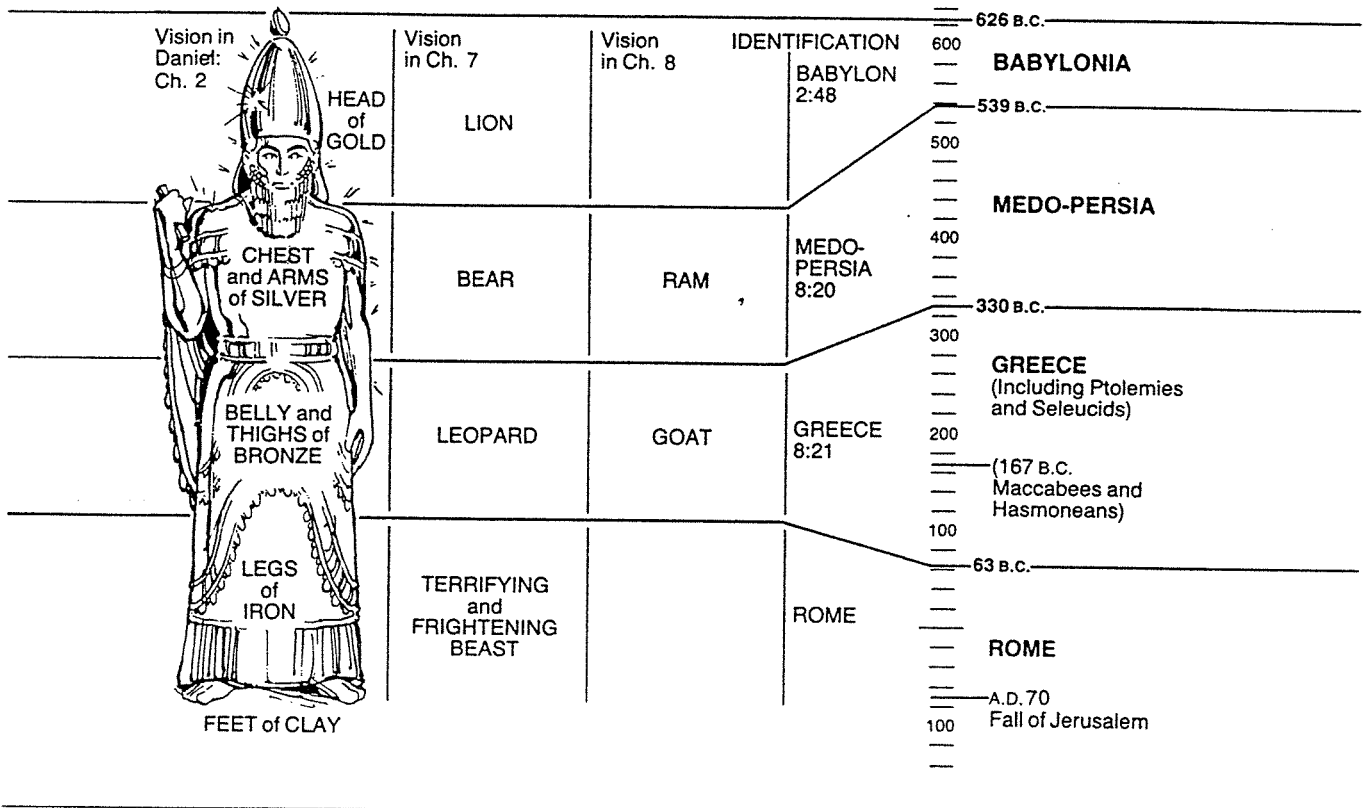 Vision in
Daniel:
Ch. 2
HEAD
of
GOLD
CHEST
and ARMS
of SILVER
BELLY and
THIGHS of
BRONZE
LEGS
of
IRON
FEET of CLAY
Vision
in Ch. 7
LION
BEAR
LEOPARD
TERRIFYING
and
FRIGHTENING
BEAST
Vision
in Ch. 8
RAM
GOAT
IDENTIFICATION
BABYLON
2:48
MEDO-
PERSIA
8:20
GREECE
8:21
ROME
626 B.C.
600
BABYLONIA
539 B.C.
500
MEDO-PERSIA
400
330 B.C.
300
GREECE
(Including Ptolemies
and Seleucids)
200
(167 B.C.
Maccabees and
Hasmoneans)
100
63 B.C.
ROME
A.D. 70
Fall of Jerusalem
100